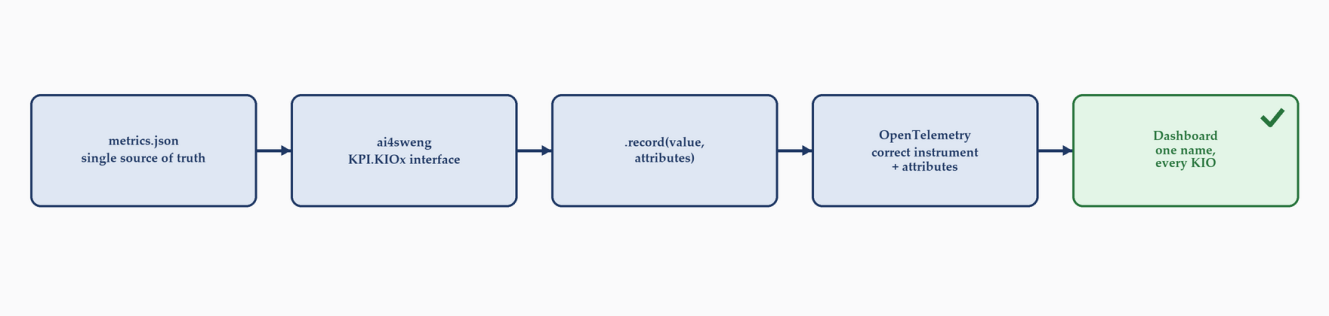 metrics.json
single source of truth
ai4sweng
KPI.KIOx interface
.record(value,
attributes)
OpenTelemetry
correct instrument
+ attributes
Dashboard
one name,
every KIO